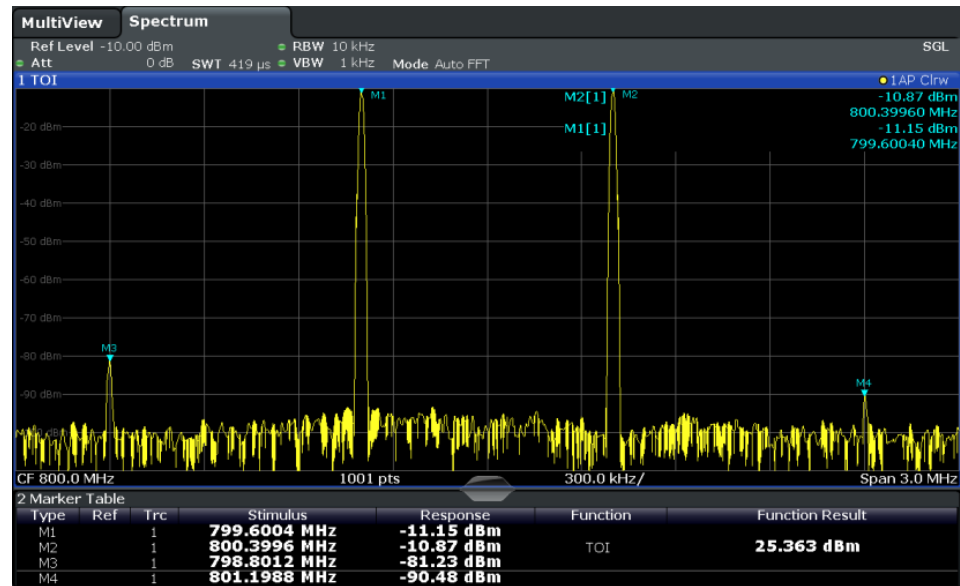 MultiView Spectrum
Ref Level -10.00 dBm RBW 10 kHz SGL
Att 0 dB SWT 419 µs VBW 1 kHz Mode Auto FFT
1 TOI 1AP Clrw
M1 M2[1] M2 -10.87 dBm
800.39960 MHz
-20 dBm M1[1] -11.15 dBm
799.60040 MHz
-30 dBm
-40 dBm
-50 dBm
-60 dBm
-70 dBm
M3
-80 dBm
M4
-90 dBm
CF 800.0 MHz 1001 pts 300.0 kHz/ Span 3.0 MHz
2 Marker Table
Type Ref Trc Stimulus Response Function Function Result
M1 1 799.6004 MHz -11.15 dBm
M2 1 800.3996 MHz -10.87 dBm TOI 25.363 dBm
M3 1 798.8012 MHz -81.23 dBm
M4 1 801.1988 MHz -90.48 dBm